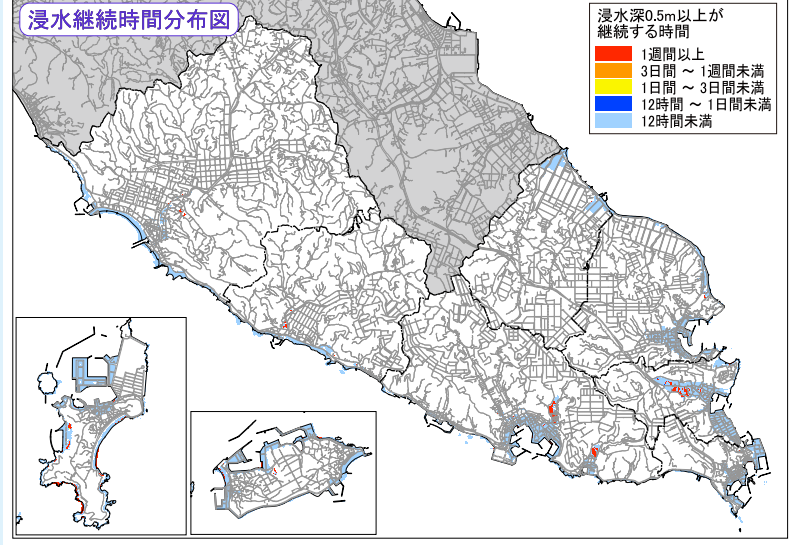 浸水継続時間分布図
浸水深0.5m以上が
継続する時間
1週間以上
3日間 ～ 1週間未満
1日間 ～ 3日間未満
12時間 ～ 1日間未満
12時間未満